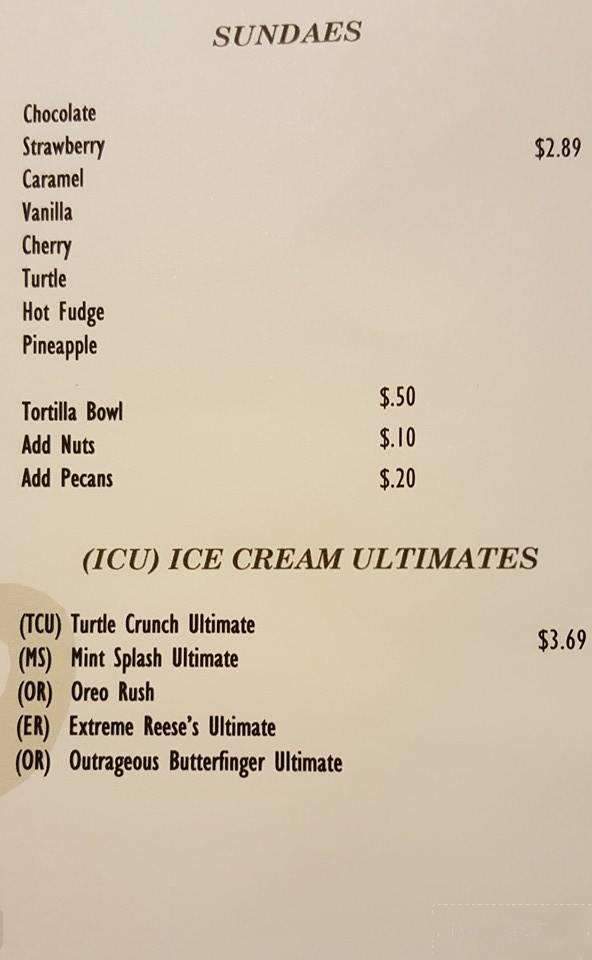 SUNDAES
Chocolate
Strawberry $2.89
Caramel
Vanilla
Cherry
Turtle
Hot Fudge
Pineapple
Tortilla Bowl $.50
Add Nuts $.10
Add Pecans $.20
(ICU) ICE CREAM ULTIMATES
(TCU) Turtle Crunch Ultimate
$3.69
(MS) Mint Splash Ultimate
(OR) Oreo Rush
(ER) Extreme Reese's Ultimate
(OR) Outrageous Butterfinger Ultimate